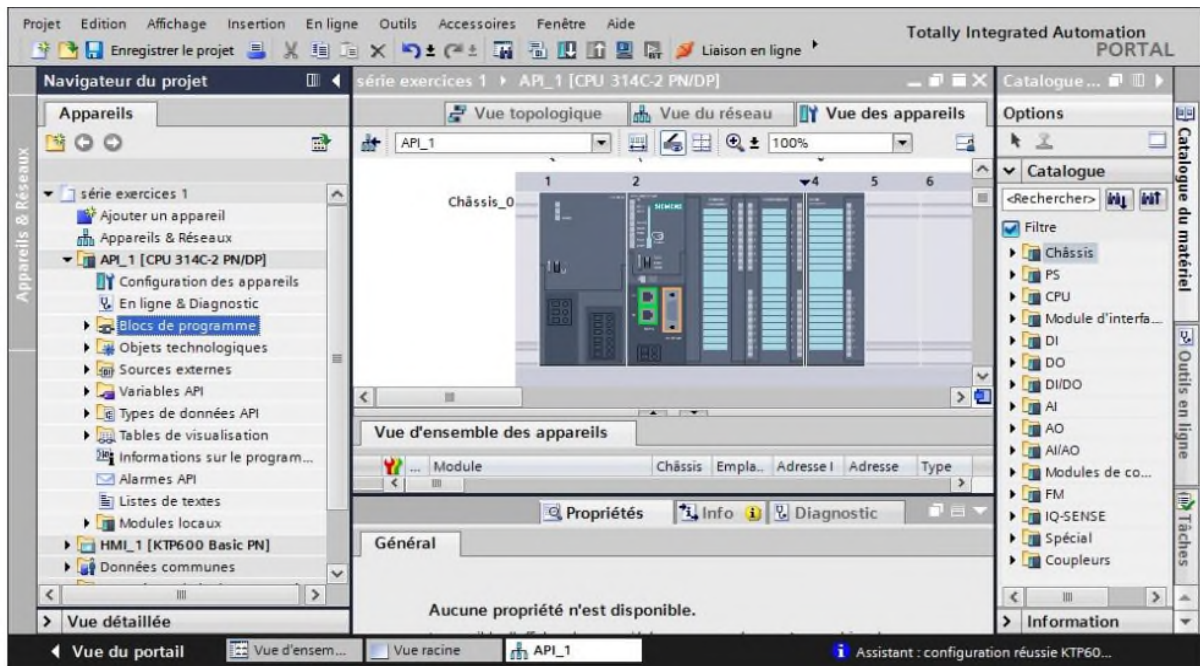 Projet Edition Affichage Insertion En ligne Outils Accessoires Fenêtre Aide
Totally Integrated Automation
PORTAL
Enregistrer le projet
Liaison en ligne
Navigateur du projet
série exercices 1 API_1 [CPU 314C-2 PN/DP]
Catalogue ...
Appareils
Vue topologique Vue du réseau Vue des appareils
Options
API_1
100%
Catalogue
<Rechercher>
Filtre
Châssis
PS
CPU
Module d'interfa...
DI
DO
DI/DO
AI
AO
AI/AO
Modules de co...
FM
IQ-SENSE
Spécial
Coupleurs
Information
Appareils & Réseaux
série exercices 1
Ajouter un appareil
Appareils & Réseaux
API_1 [CPU 314C-2 PN/DP]
Configuration des appareils
En ligne & Diagnostic
Blocs de programme
Objets technologiques
Sources externes
Variables API
Types de données API
Tables de visualisation
Informations sur le program...
Alarmes API
Listes de textes
Modules locaux
HMI_1 [KTP600 Basic PN]
Données communes
Vue détaillée
1 2 4 5 6
Châssis_0
SIEMENS
Vue d'ensemble des appareils
... Module Châssis Empla.. Adresse I Adresse Type
Propriétés Info Diagnostic
Général
Aucune propriété n'est disponible.
Catalogue du matériel
Outils en ligne
Tâches
Vue du portail Vue d'ensem... Vue racine API_1
Assistant : configuration réussie KTP60...